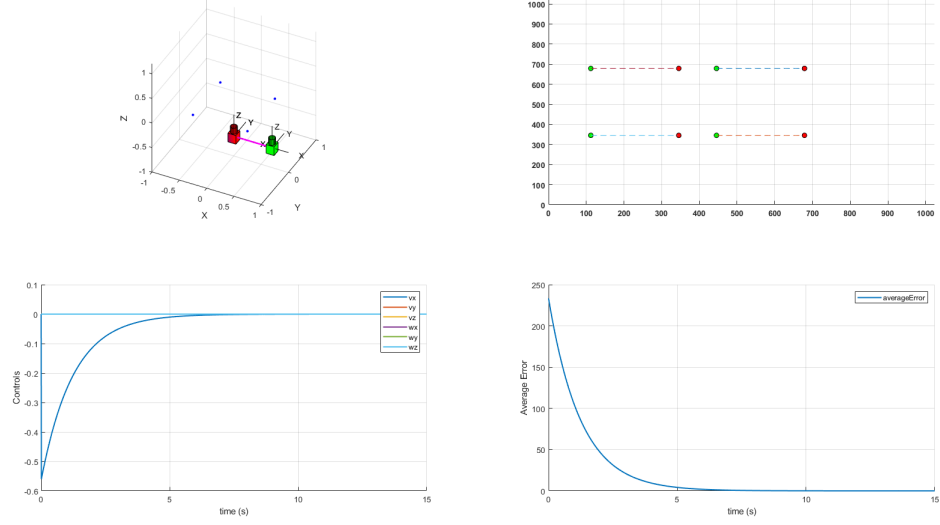 1
0.5
0
-0.5
-1
Z
-1
-0.5
0
0.5
1
X
-1
0
1
Y
Z
Y
X
Z
Y
X
1000
900
800
700
600
500
400
300
200
100
0
0
100
200
300
400
500
600
700
800
900
1000
0.1
0
-0.1
-0.2
-0.3
-0.4
-0.5
-0.6
Controls
0
5
10
15
time (s)
vx
vy
vz
wx
wy
wz
250
200
150
100
50
0
Average Error
0
5
10
15
time (s)
averageError